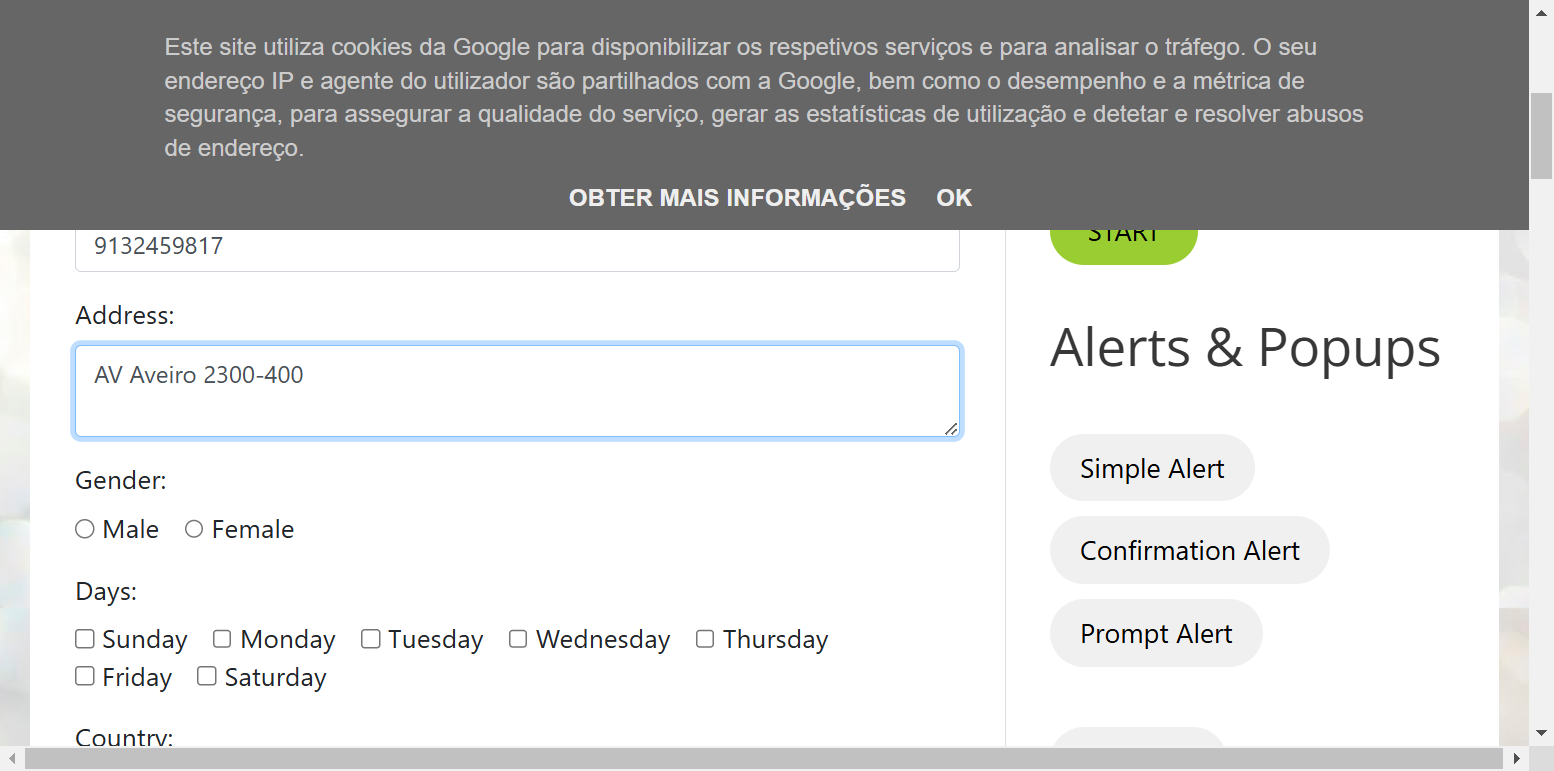 Este site utiliza cookies da Google para disponibilizar os respetivos serviços e para analisar o tráfego. O seu
endereço IP e agente do utilizador são partilhados com a Google, bem como o desempenho e a métrica de
segurança, para assegurar a qualidade do serviço, gerar as estatísticas de utilização e detetar e resolver abusos
de endereço.
OBTER MAIS INFORMAÇÕES OK
9132459817
START
Address:
AV Aveiro 2300-400
Gender:
Male Female
Days:
Sunday Monday Tuesday Wednesday Thursday
Friday Saturday
Country:
Alerts & Popups
Simple Alert
Confirmation Alert
Prompt Alert